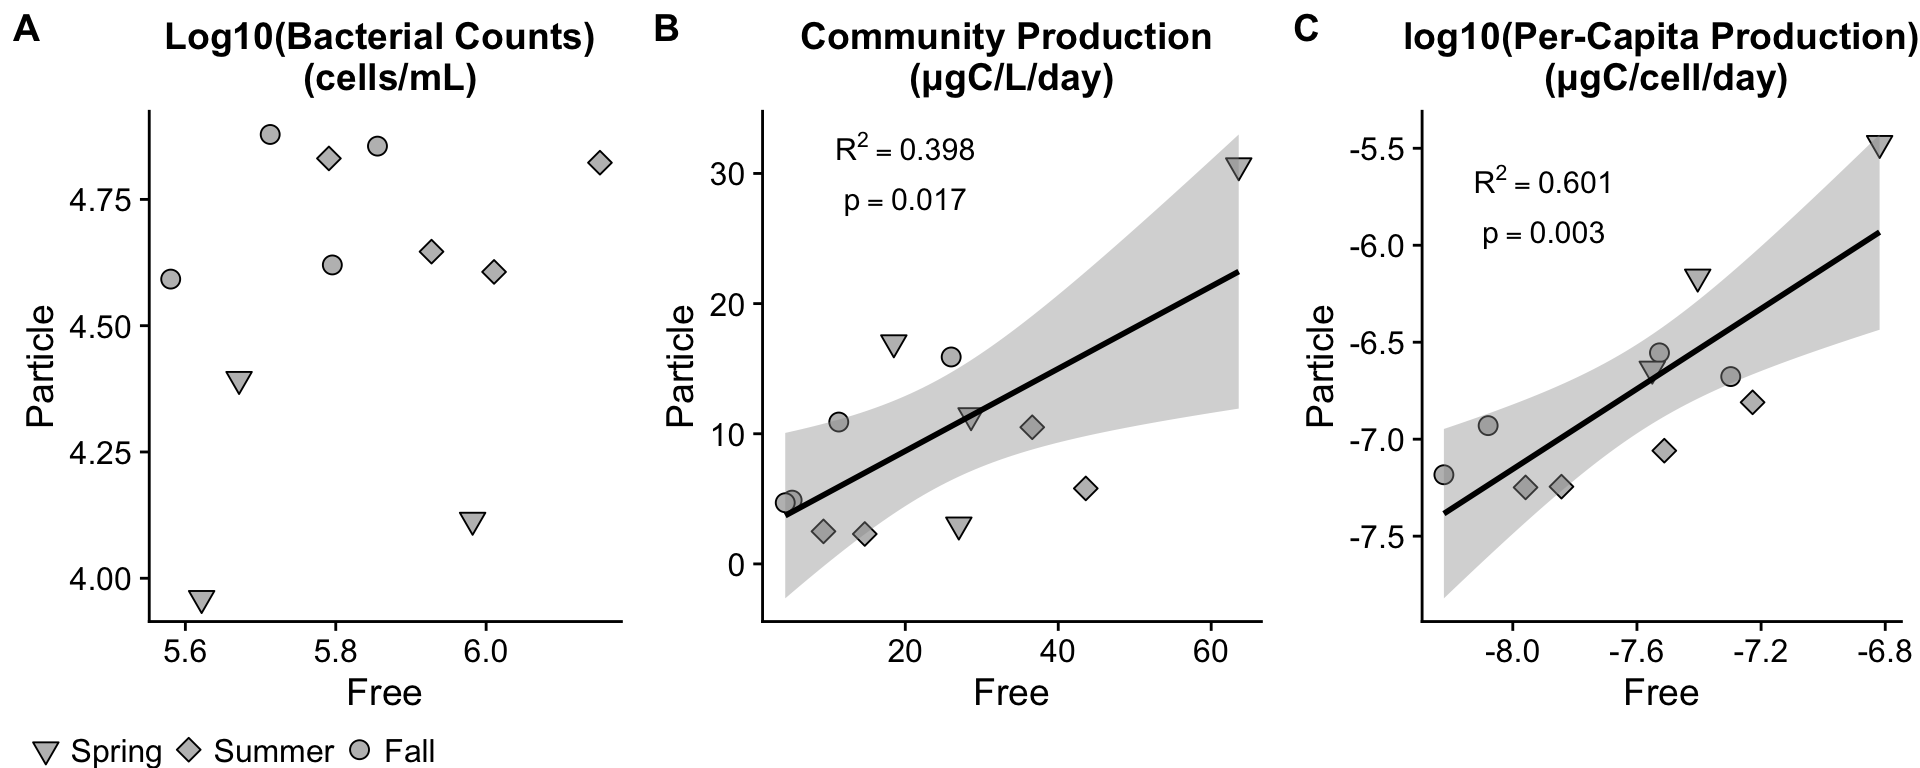 A
Log10(Bacterial Counts)
(cells/mL)
Particle
4.75
4.50
4.25
4.00
5.6 5.8 6.0
Free
B
Community Production
(µgC/L/day)
R² = 0.398
p = 0.017
Particle
30
20
10
0
20 40 60
Free
C
log10(Per-Capita Production)
(µgC/cell/day)
R² = 0.601
p = 0.003
Particle
-5.5
-6.0
-6.5
-7.0
-7.5
-8.0 -7.6 -7.2 -6.8
Free
Spring Summer Fall